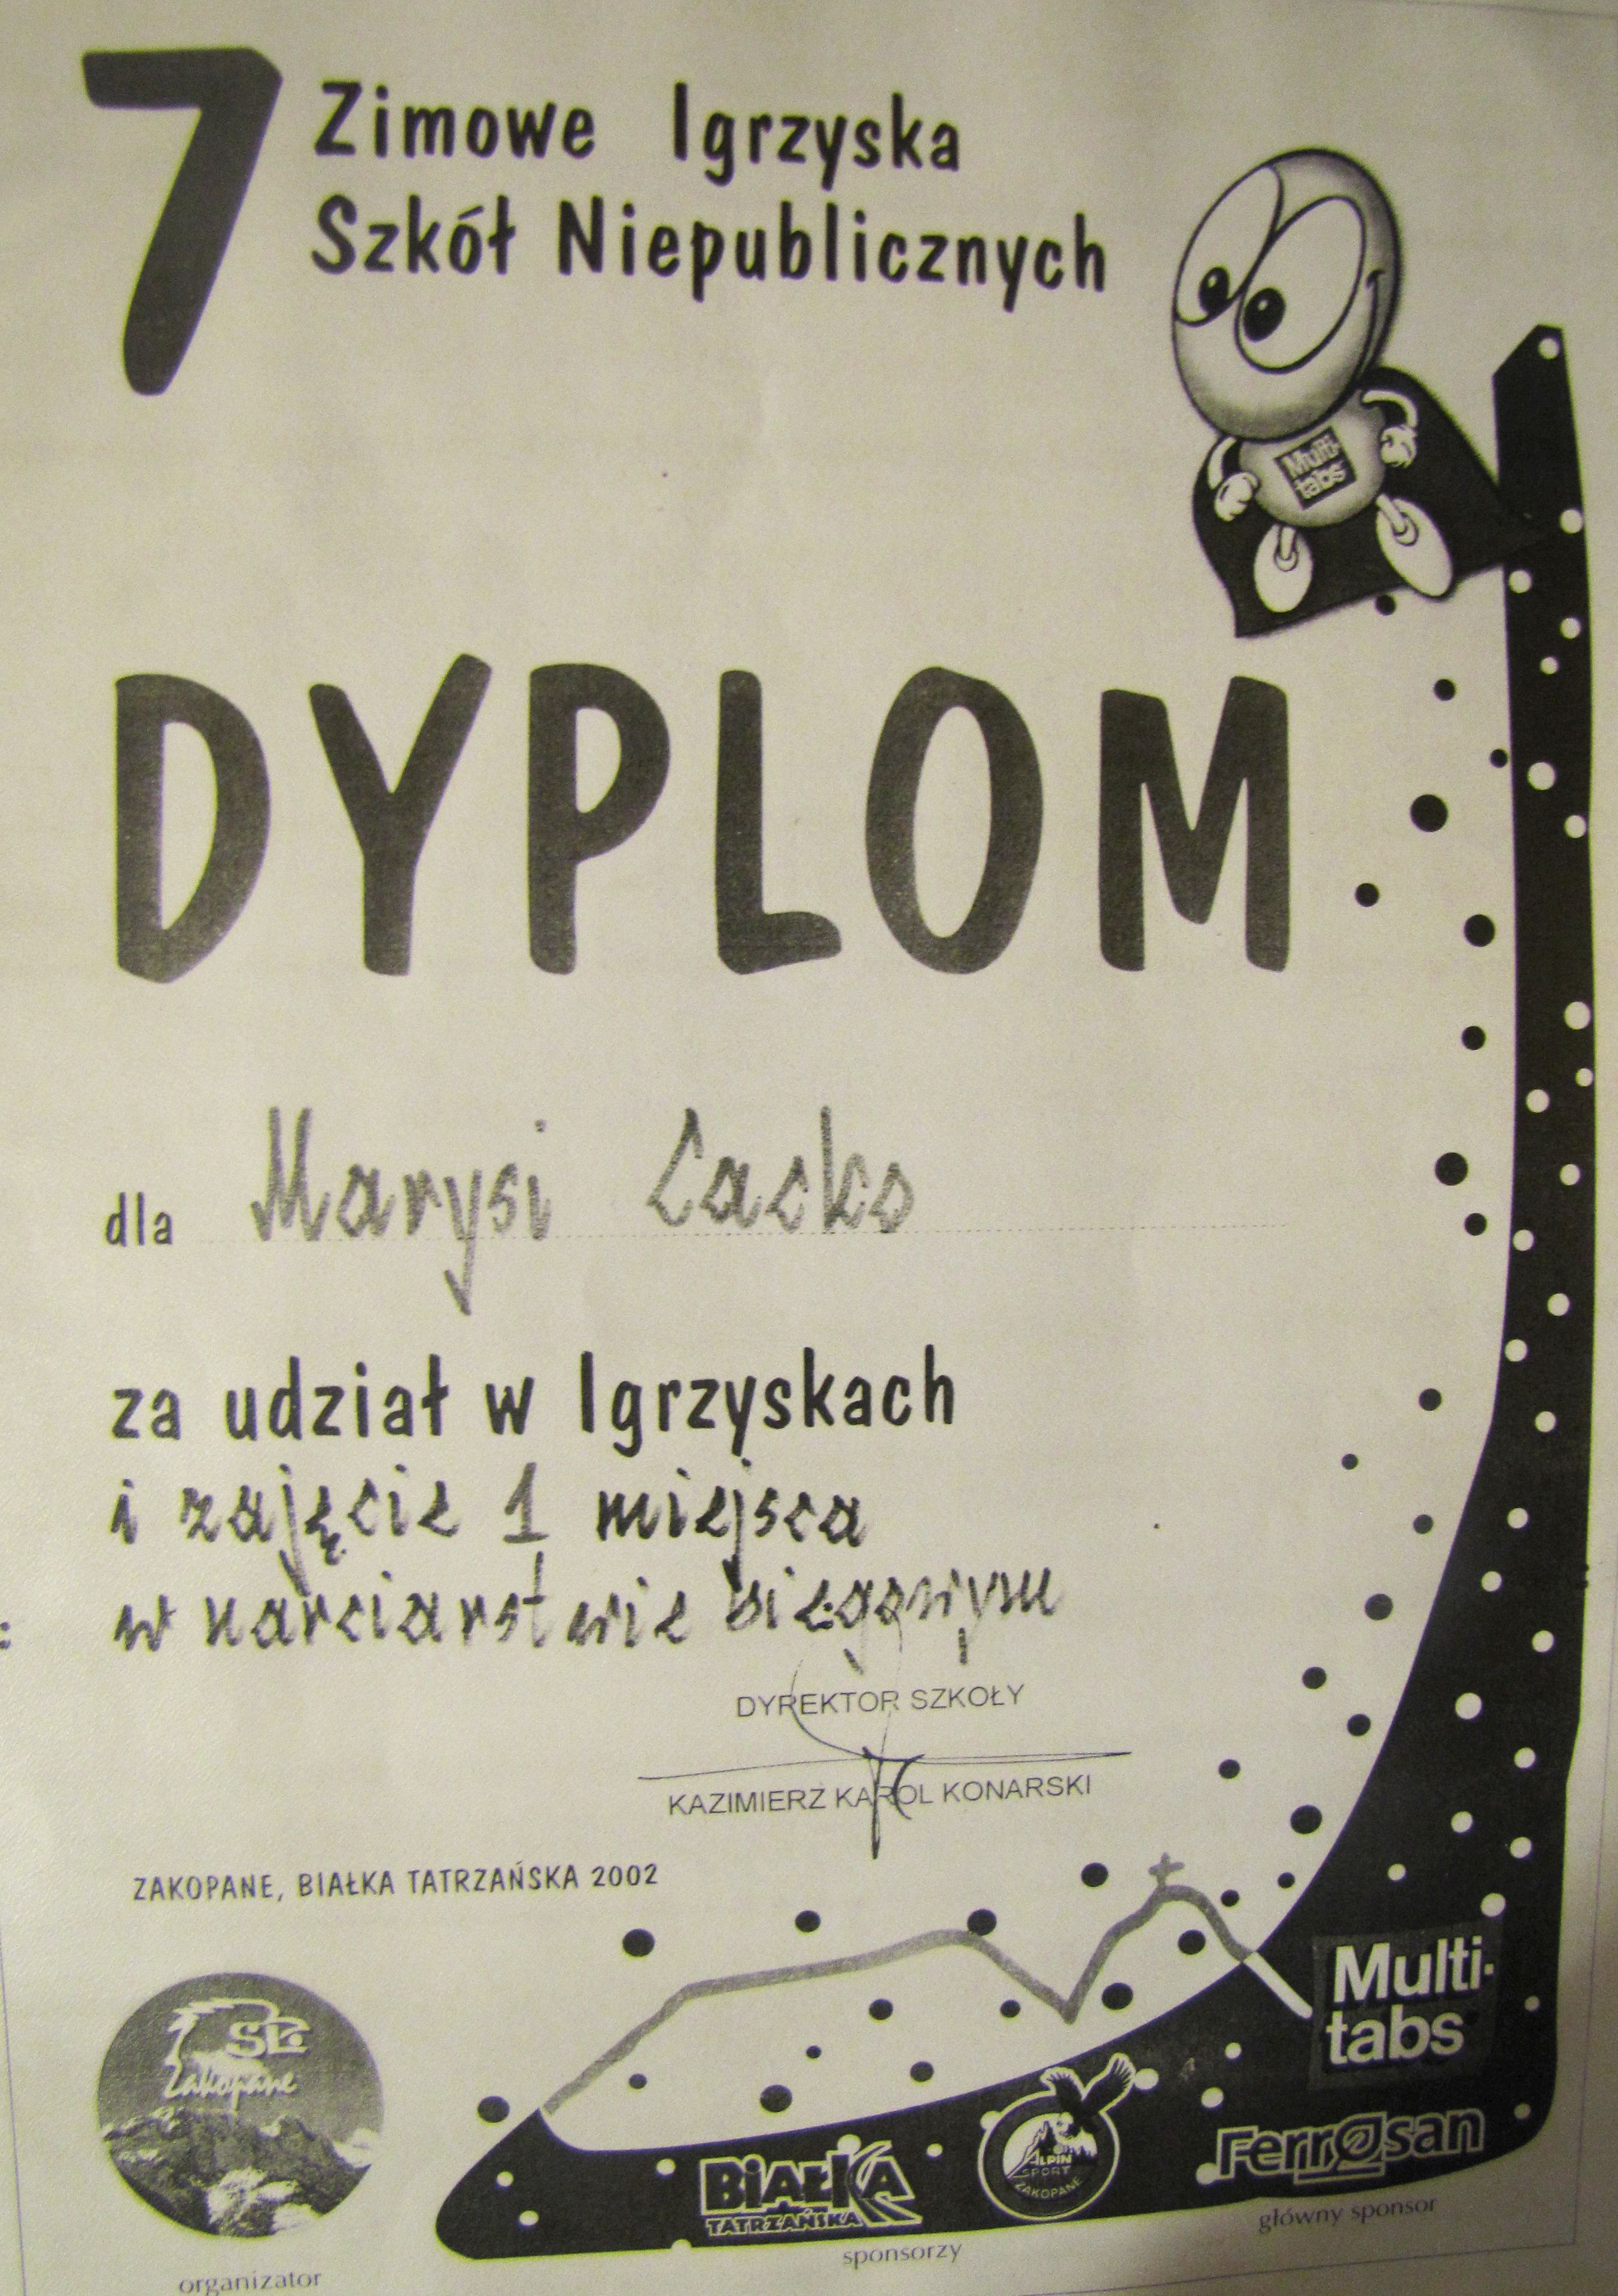 7 Zimowe Igrzyska
Szkół Niepublicznych
Multi-
tabs
DYPLOM
dla Marysi Cacko
za udział w Igrzyskach
i zajęcie 1 miejsca
w narciarstwie biegowym
DYREKTOR SZKOŁY
KAZIMIERZ KAROL KONARSKI
ZAKOPANE, BIAŁKA TATRZAŃSKA 2002
Multi-
tabs
Zakopane
BIAŁKA
TATRZAŃSKA
ALPIN
SPORT
ZAKOPANE
Ferrosan
główny sponsor
sponsorzy
organizator